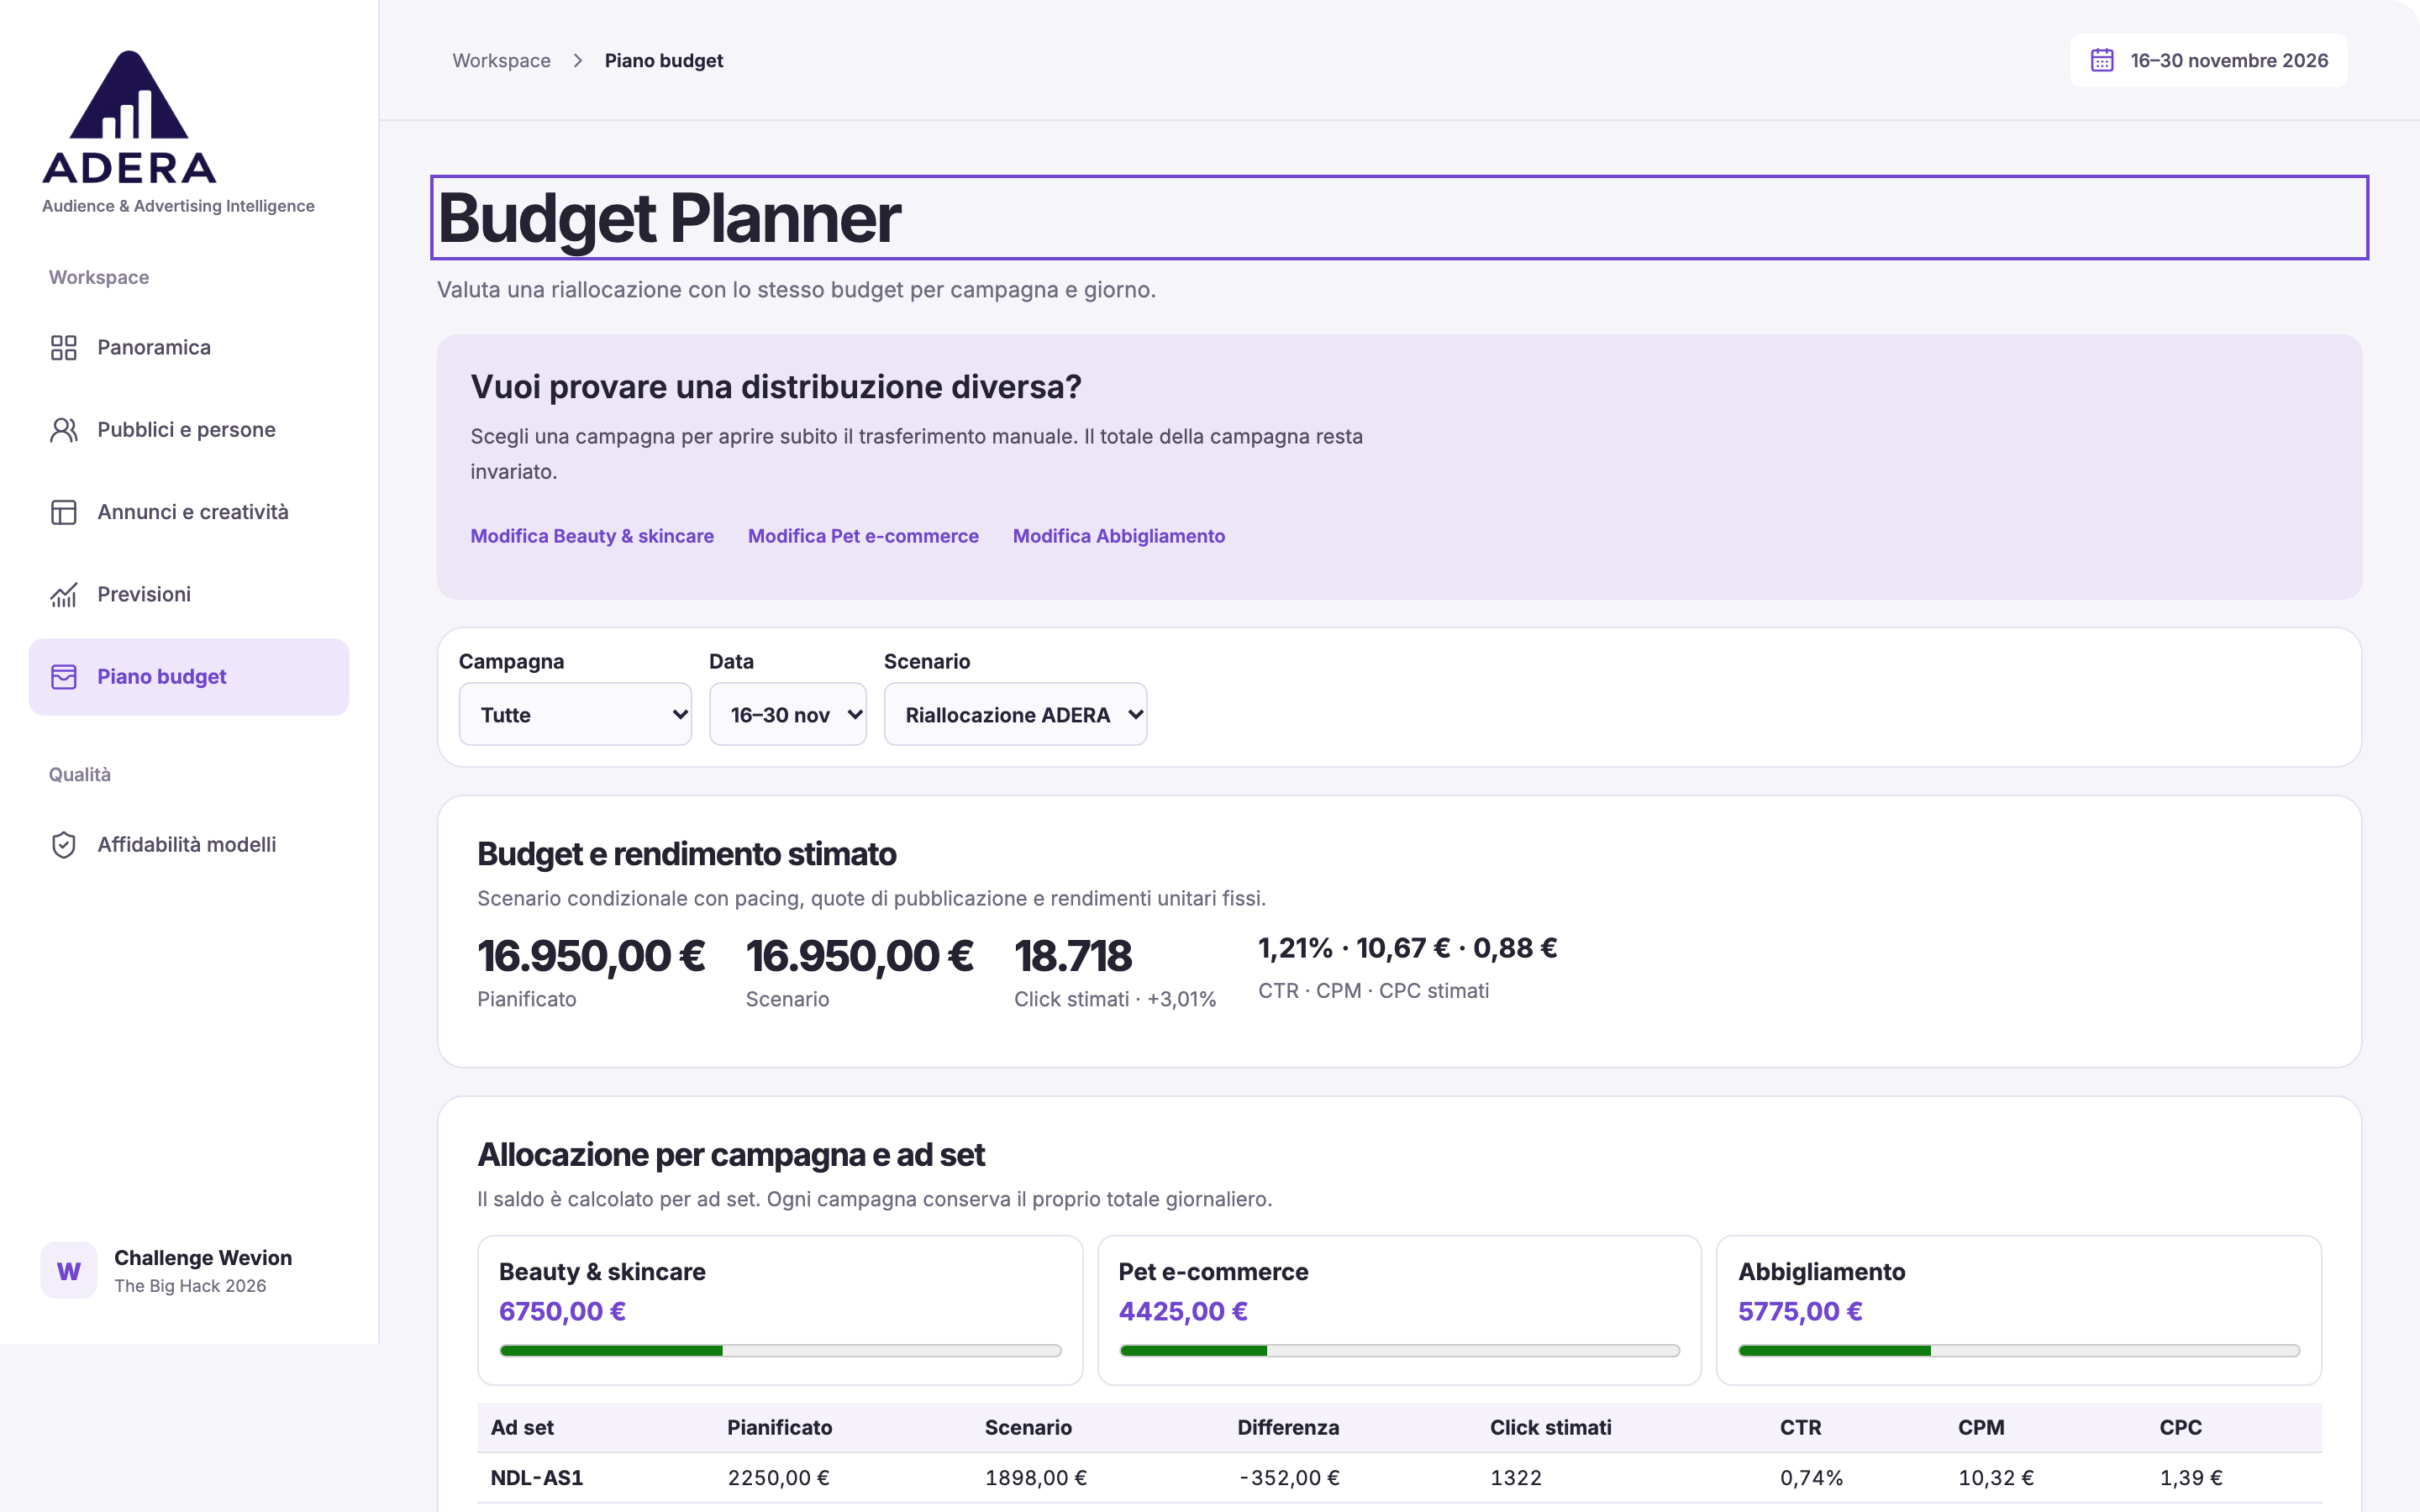 ADERA
Audience & Advertising Intelligence
Workspace
Panoramica
Pubblici e persone
Annunci e creatività
Previsioni
Piano budget
Qualità
Affidabilità modelli
W
Challenge Wevion
The Big Hack 2026
Workspace > Piano budget
16–30 novembre 2026
Budget Planner
Valuta una riallocazione con lo stesso budget per campagna e giorno.
Vuoi provare una distribuzione diversa?
Scegli una campagna per aprire subito il trasferimento manuale. Il totale della campagna resta
invariato.
Modifica Beauty & skincare Modifica Pet e-commerce Modifica Abbigliamento
Campagna Data Scenario
Tutte 16–30 nov Riallocazione ADERA
Budget e rendimento stimato
Scenario condizionale con pacing, quote di pubblicazione e rendimenti unitari fissi.
16.950,00 € 16.950,00 € 18.718 1,21% · 10,67 € · 0,88 €
Pianificato Scenario Click stimati · +3,01% CTR · CPM · CPC stimati
Allocazione per campagna e ad set
Il saldo è calcolato per ad set. Ogni campagna conserva il proprio totale giornaliero.
Beauty & skincare Pet e-commerce Abbigliamento
6750,00 € 4425,00 € 5775,00 €
Ad set Pianificato Scenario Differenza Click stimati CTR CPM CPC
NDL-AS1 2250,00 € 1898,00 € -352,00 € 1322 0,74% 10,32 € 1,39 €